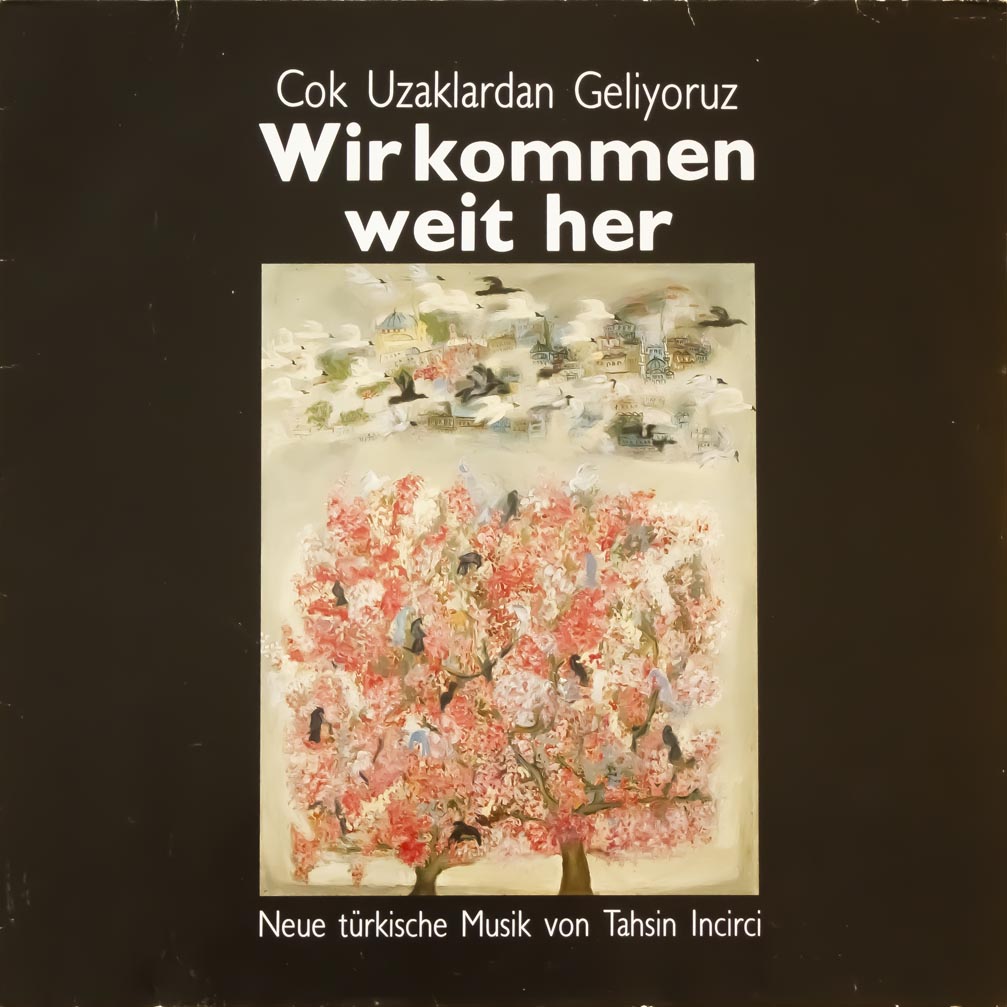 Cok Uzaklardan Geliyoruz
Wir kommen
weit her
Neue türkische Musik von Tahsin Incirci